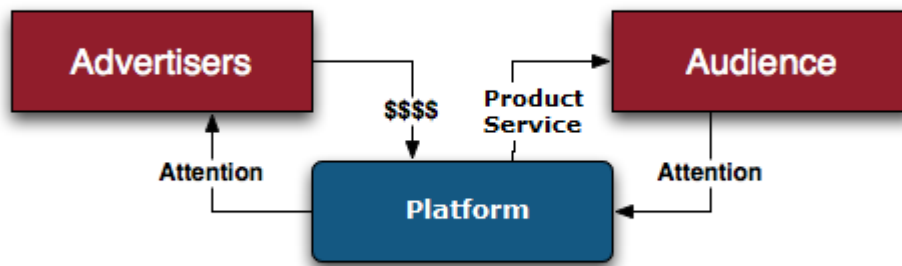 Advertisers
Audience
$$$$
Product
Service
Attention
Attention
Platform